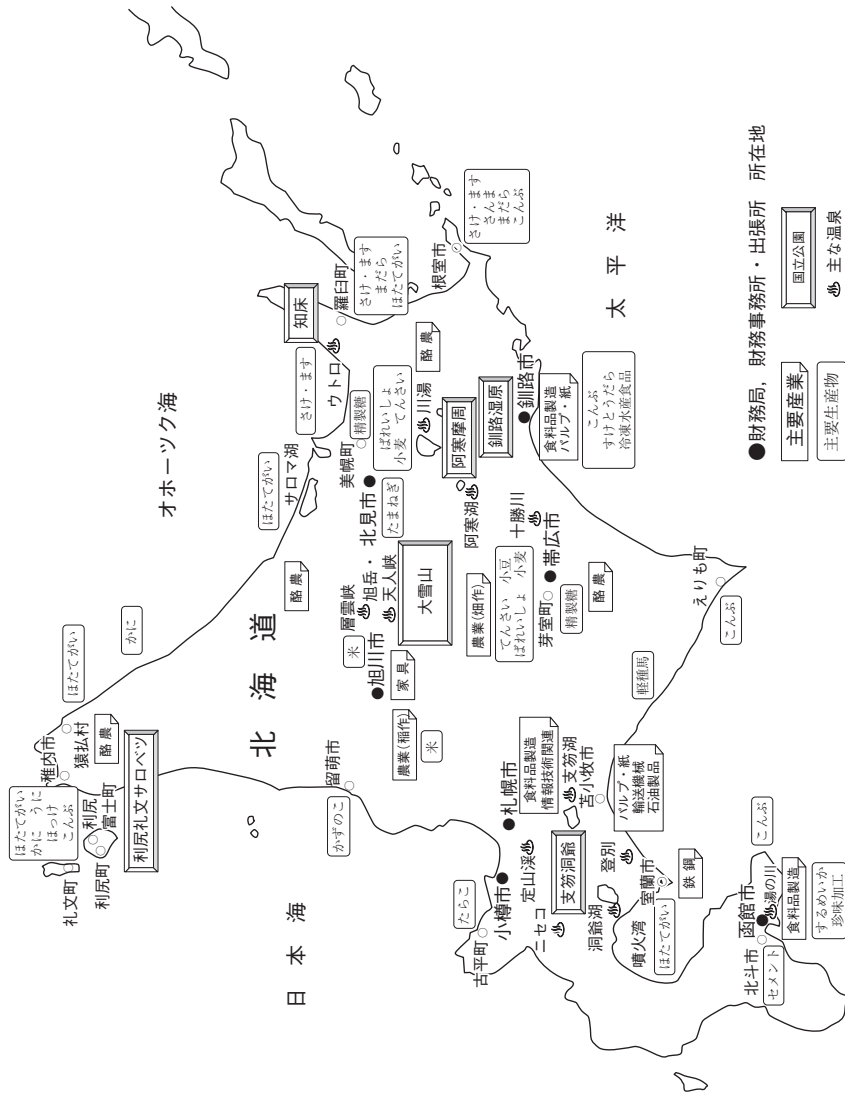 オホーツク海
日本海
太平洋
北海道
ほたてがい
かに うに
ほっけ
こんぶ
礼文町
利尻町
利尻
富士町
稚内市
猿払村
ほたてがい
酪農
利尻礼文サロベツ
かに
留萌市
かずのこ
農業(稲作)
米
米
旭川市
家具
層雲峡
旭岳・
天人峡
大雪山
酪農
ほたてがい
サロマ湖
北見市
たまねぎ
美幌町
精製糖
ばれいしょ
小麦 てんさい
さけ・ます
ウトロ
知床
羅臼町
さけ・ます
まだら
ほたてがい
酪農
川湯
阿寒摩周
阿寒湖
釧路湿原
釧路市
食料品製造
パルプ・紙
こんぶ
すけとうだら
冷凍水産食品
根室市
さけ・ます
さんま
まだら
こんぶ
農業(畑作)
てんさい 小豆
ばれいしょ 小麦
十勝川
帯広市
芽室町
精製糖
酪農
えりも町
こんぶ
軽種馬
古平町
たらこ
小樽市
札幌市
食料品製造
情報技術関連
定山渓
ニセコ
支笏洞爺
支笏湖
苫小牧市
パルプ・紙
輸送機械
石油製品
登別
室蘭市
鉄鋼
洞爺湖
噴火湾
ほたてがい
こんぶ
函館市
湯の川
食料品製造
するめいか
珍味加工
北斗市
セメント
●財務局,財務事務所・出張所 所在地
主要産業
国立公園
主要生産物
主な温泉